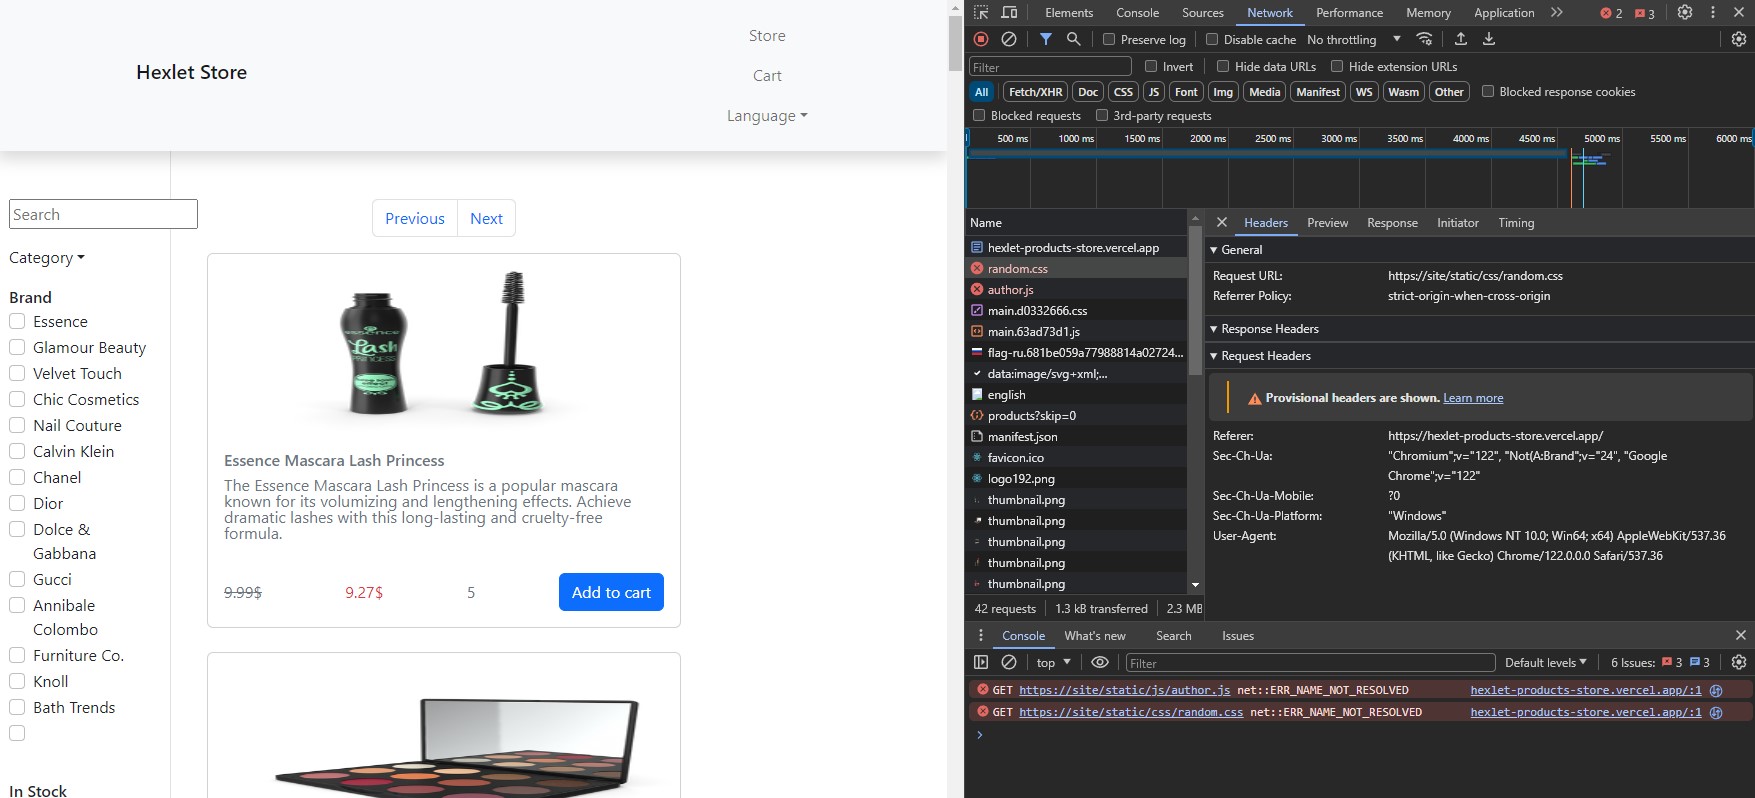 Hexlet Store
Store
Cart
Language
Search
Category
Brand
Essence
Glamour Beauty
Velvet Touch
Chic Cosmetics
Nail Couture
Calvin Klein
Chanel
Dior
Dolce &
Gabbana
Gucci
Annibale
Colombo
Furniture Co.
Knoll
Bath Trends
In Stock
Previous Next
essence
Lash
PRINCESS
Essence Mascara Lash Princess
The Essence Mascara Lash Princess is a popular mascara
known for its volumizing and lengthening effects. Achieve
dramatic lashes with this long-lasting and cruelty-free
formula.
9.99$ 9.27$ 5 Add to cart
Elements Console Sources Network Performance Memory Application 2 3
Preserve log Disable cache No throttling
Filter Invert Hide data URLs Hide extension URLs
All Fetch/XHR Doc CSS JS Font Img Media Manifest WS Wasm Other Blocked response cookies
Blocked requests 3rd-party requests
500 ms 1000 ms 1500 ms 2000 ms 2500 ms 3000 ms 3500 ms 4000 ms 4500 ms 5000 ms 5500 ms 6000 ms
Name
hexlet-products-store.vercel.app
random.css
author.js
main.d0332666.css
main.63ad73d1.js
flag-ru.681be059a77988814a02724...
data:image/svg+xml;...
english
products?skip=0
manifest.json
favicon.ico
logo192.png
thumbnail.png
thumbnail.png
thumbnail.png
thumbnail.png
thumbnail.png
42 requests 1.3 kB transferred 2.3 MB
Headers Preview Response Initiator Timing
General
Request URL: https://site/static/css/random.css
Referrer Policy: strict-origin-when-cross-origin
Response Headers
Request Headers
Provisional headers are shown. Learn more
Referer: https://hexlet-products-store.vercel.app/
Sec-Ch-Ua: "Chromium";v="122", "Not(A:Brand";v="24", "Google
Chrome";v="122"
Sec-Ch-Ua-Mobile: ?0
Sec-Ch-Ua-Platform: "Windows"
User-Agent: Mozilla/5.0 (Windows NT 10.0; Win64; x64) AppleWebKit/537.36
(KHTML, like Gecko) Chrome/122.0.0.0 Safari/537.36
Console What's new Search Issues
top Filter Default levels 6 Issues: 3 3
GET https://site/static/js/author.js net::ERR_NAME_NOT_RESOLVED hexlet-products-store.vercel.app/:1
GET https://site/static/css/random.css net::ERR_NAME_NOT_RESOLVED hexlet-products-store.vercel.app/:1